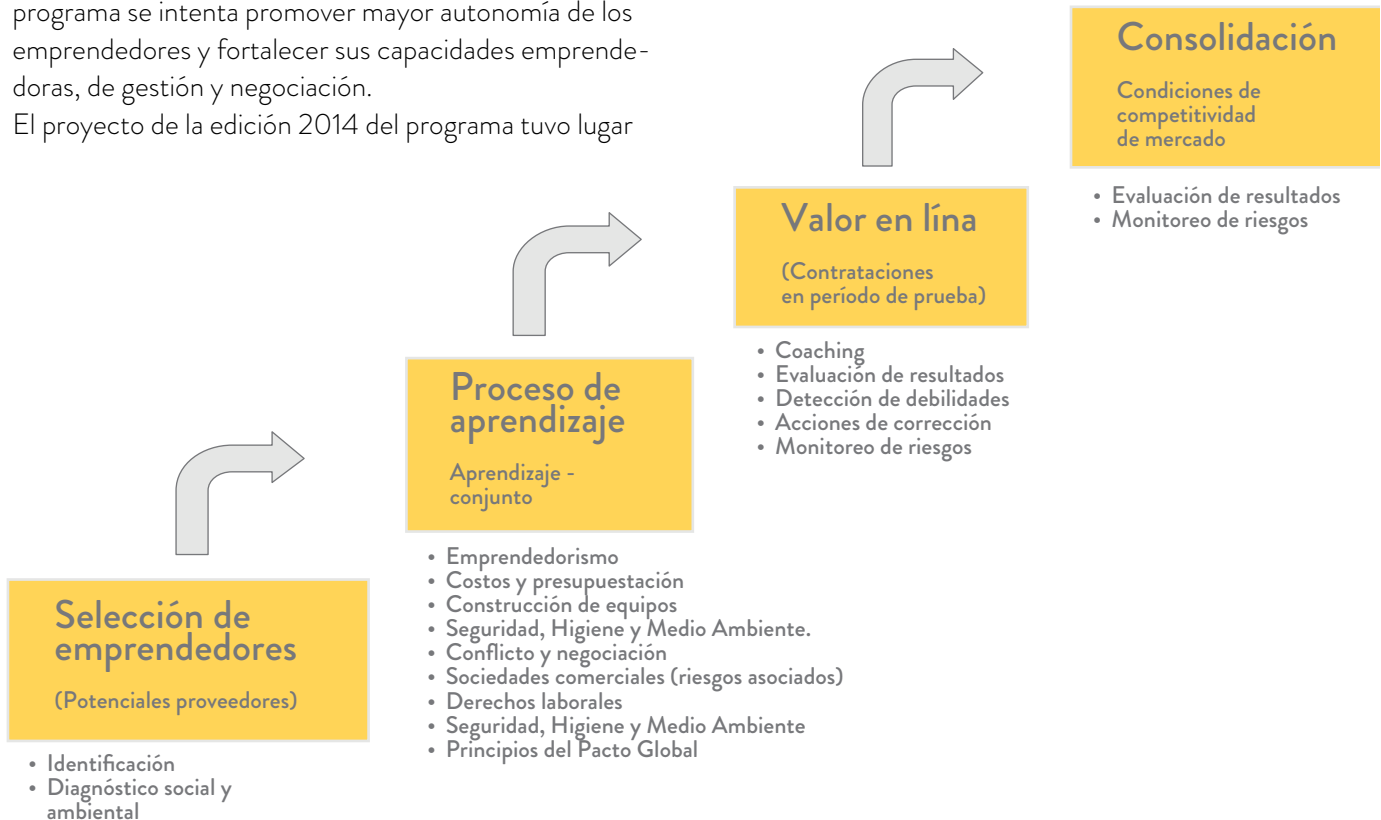 programa se intenta promover mayor autonomía de los
emprendedores y fortalecer sus capacidades emprende-
doras, de gestión y negociación.
El proyecto de la edición 2014 del programa tuvo lugar
Selección de
emprendedores
(Potenciales proveedores)
• Identificación
• Diagnóstico social y
ambiental
Proceso de
aprendizaje
Aprendizaje -
conjunto
• Emprendedorismo
• Costos y presupuestación
• Construcción de equipos
• Seguridad, Higiene y Medio Ambiente.
• Conflicto y negociación
• Sociedades comerciales (riesgos asociados)
• Derechos laborales
• Seguridad, Higiene y Medio Ambiente
• Principios del Pacto Global
Valor en lína
(Contrataciones
en período de prueba)
• Coaching
• Evaluación de resultados
• Detección de debilidades
• Acciones de corrección
• Monitoreo de riesgos
Consolidación
Condiciones de
competitividad
de mercado
• Evaluación de resultados
• Monitoreo de riesgos